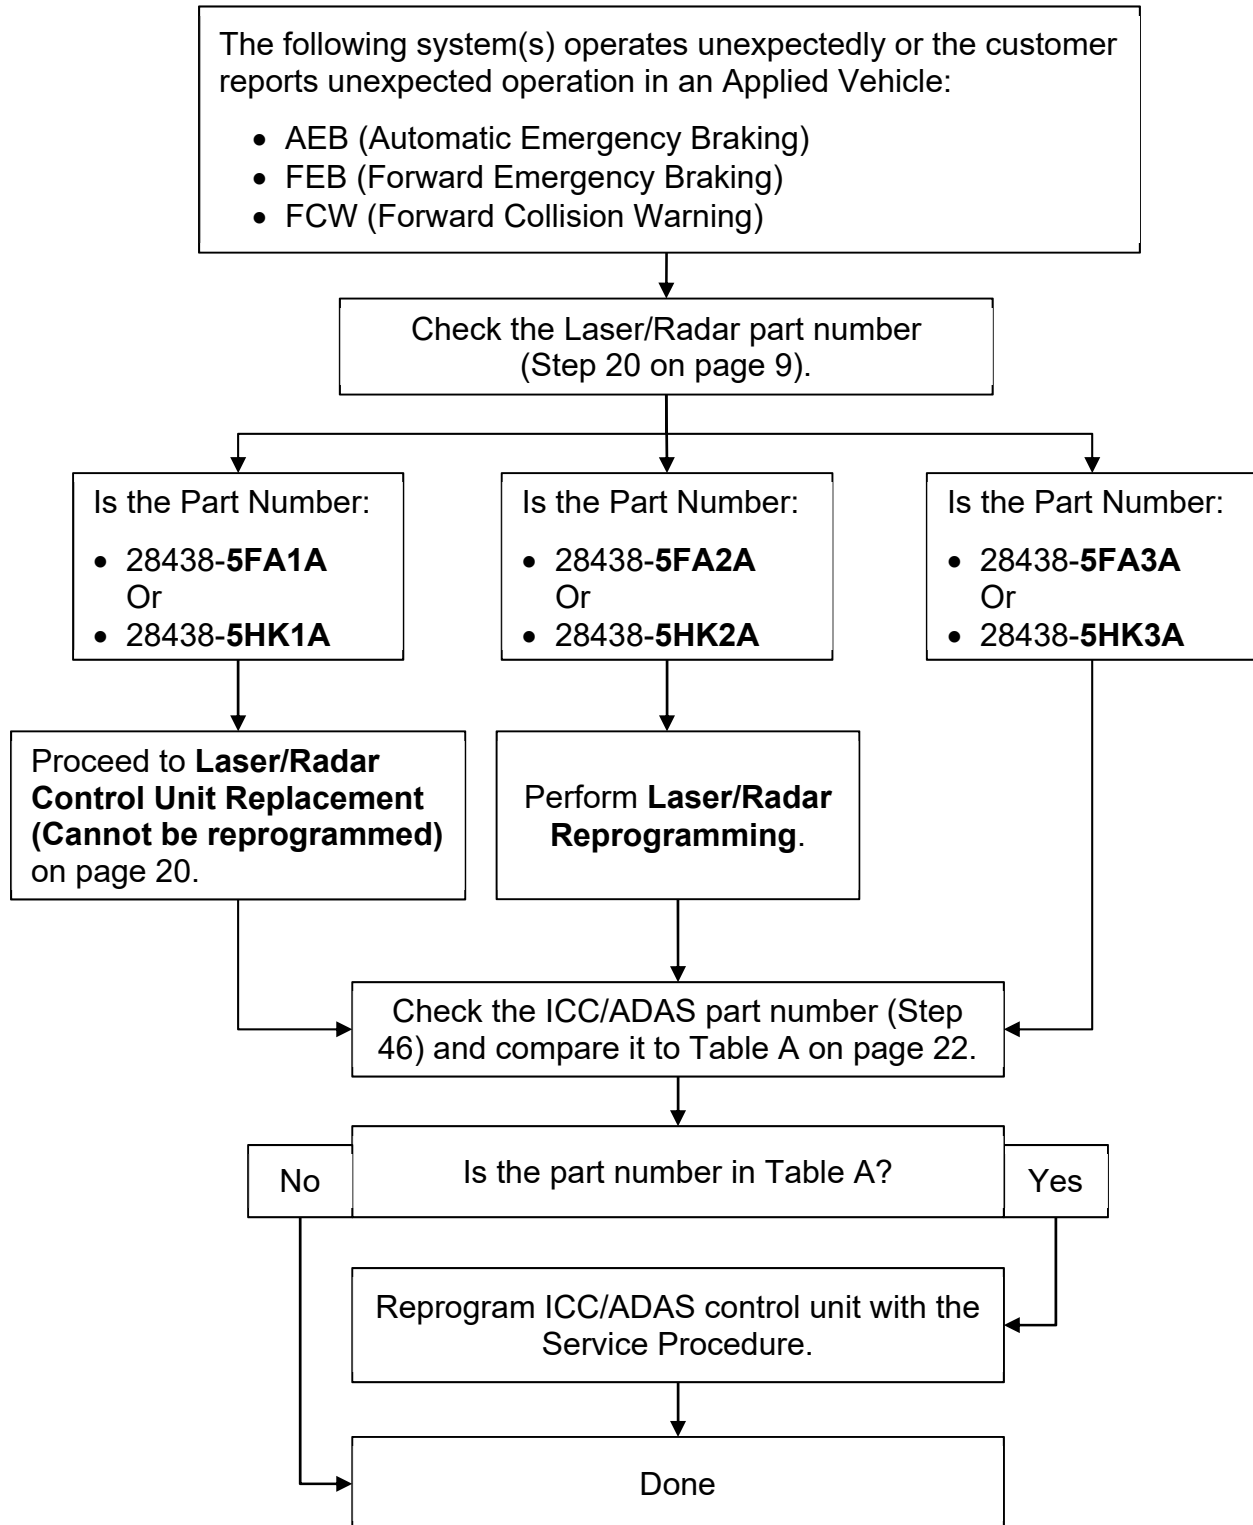 The following system(s) operates unexpectedly or the customer
reports unexpected operation in an Applied Vehicle:
• AEB (Automatic Emergency Braking)
• FEB (Forward Emergency Braking)
• FCW (Forward Collision Warning)
Check the Laser/Radar part number
(Step 20 on page 9).
Is the Part Number:
• 28438-5FA1A
Or
• 28438-5HK1A
Is the Part Number:
• 28438-5FA2A
Or
• 28438-5HK2A
Is the Part Number:
• 28438-5FA3A
Or
• 28438-5HK3A
Proceed to Laser/Radar
Control Unit Replacement
(Cannot be reprogrammed)
on page 20.
Perform Laser/Radar
Reprogramming.
Check the ICC/ADAS part number (Step
46) and compare it to Table A on page 22.
No
Is the part number in Table A?
Yes
Reprogram ICC/ADAS control unit with the
Service Procedure.
Done